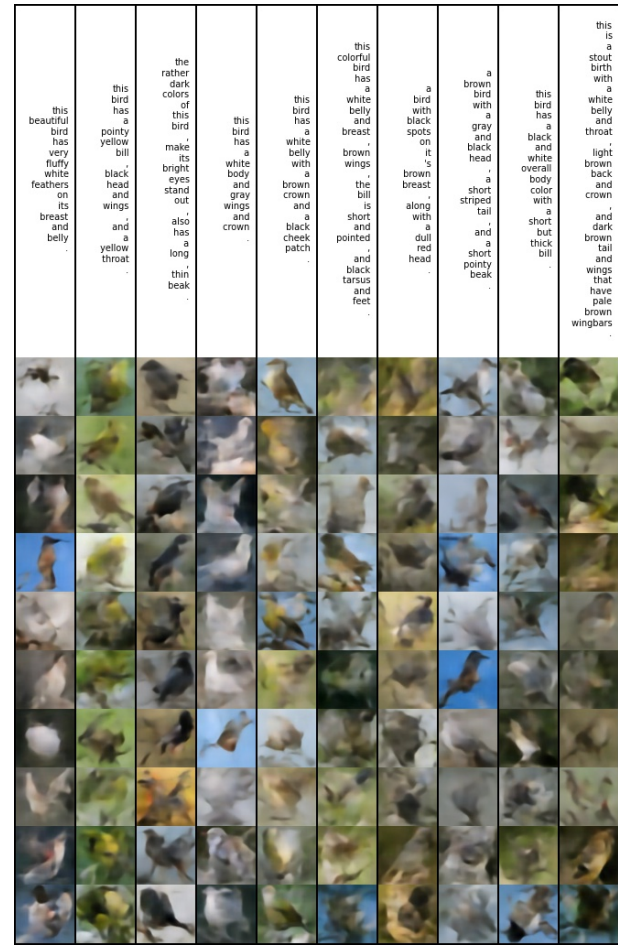 this
beautiful
bird
has
very
fluffy
white
feathers
on
its
breast
and
belly
.
this
bird
has
a
pointy
yellow
bill
,
black
head
and
wings
,
and
a
yellow
throat
.
the
rather
dark
colors
of
this
bird
,
make
its
bright
eyes
stand
out
,
also
has
a
long
,
thin
beak
.
this
bird
has
a
white
body
and
gray
wings
and
crown
.
this
bird
has
a
white
belly
with
a
brown
crown
and
a
black
cheek
patch
.
this
colorful
bird
has
a
white
belly
and
breast
,
brown
wings
,
the
bill
is
short
and
pointed
,
and
black
tarsus
and
feet
.
a
bird
with
black
spots
on
it
's
brown
breast
,
along
with
a
dull
red
head
.
a
brown
bird
with
a
gray
and
black
head
,
a
short
striped
tail
,
and
a
short
pointy
beak
.
this
bird
has
a
black
and
white
overall
body
color
with
a
short
but
thick
bill
.
this
is
a
stout
birth
with
a
white
belly
and
throat
,
light
brown
back
and
crown
,
and
dark
brown
tail
and
wings
that
have
pale
brown
wingbars
.